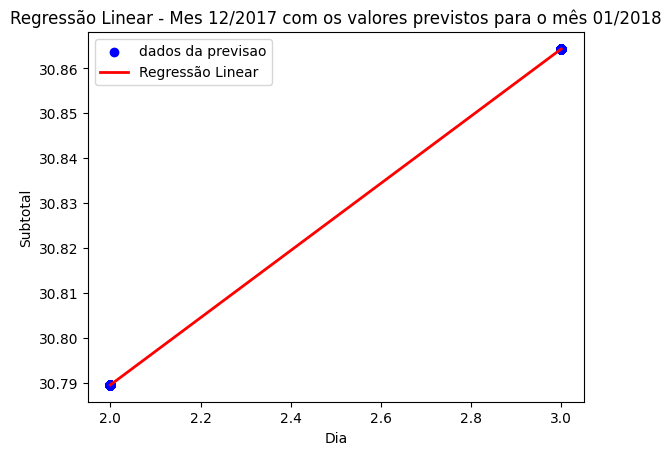 Regressão Linear - Mes 12/2017 com os valores previstos para o mês 01/2018
dados da previsao
Regressão Linear
30.86
30.85
30.84
30.83
30.82
30.81
30.80
30.79
Subtotal
2.0 2.2 2.4 2.6 2.8 3.0
Dia